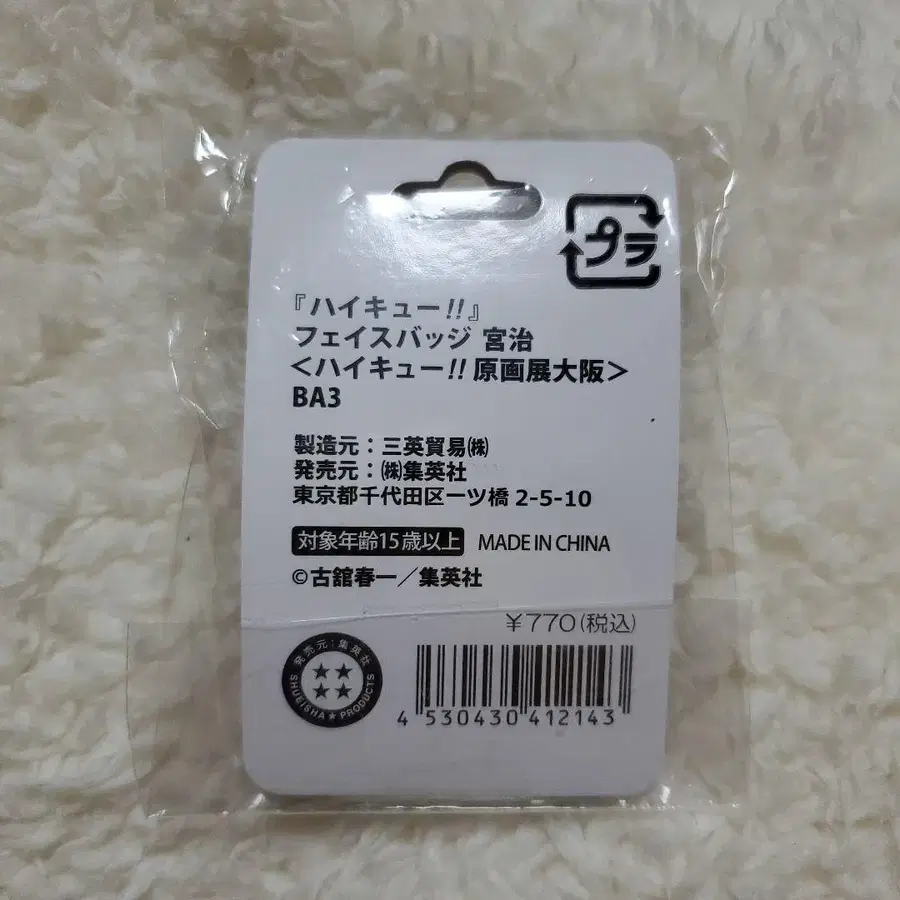 プラ
『ハイキュー!!』
フェイスバッジ 宮治
＜ハイキュー!! 原画展大阪＞
BA3
製造元：三英貿易㈱
発売元：㈱集英社
東京都千代田区一ツ橋 2-5-10
対象年齢15歳以上 MADE IN CHINA
©古舘春一／集英社
￥770(税込)
発売元：集英社
SHUEISHA★PRODUCTS
4 530430 412143